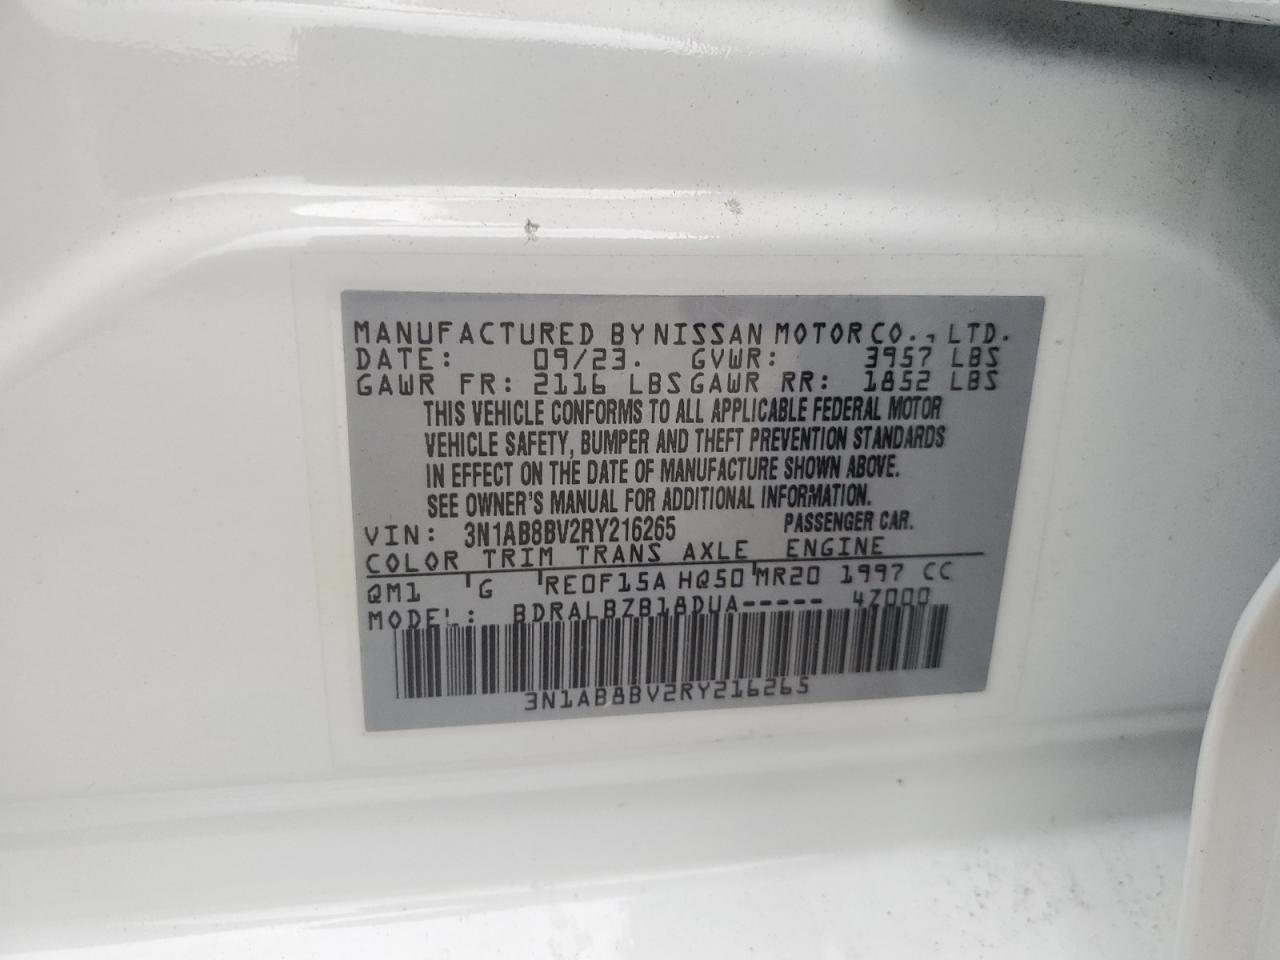 MANUFACTURED BY NISSAN MOTOR CO., LTD.
DATE: 09/23. GVWR: 3957 LBS
GAWR FR: 2116 LBS GAWR RR: 1852 LBS
THIS VEHICLE CONFORMS TO ALL APPLICABLE FEDERAL MOTOR
VEHICLE SAFETY, BUMPER AND THEFT PREVENTION STANDARDS
IN EFFECT ON THE DATE OF MANUFACTURE SHOWN ABOVE.
SEE OWNER'S MANUAL FOR ADDITIONAL INFORMATION.
VIN: 3N1AB8BV2RY216265 PASSENGER CAR.
COLOR TRIM TRANS AXLE ENGINE
QM1 G RE0F15A HQ50 MR20 1997 CC
MODEL: BDRALBZB18DUA----- 4Z000
3N1AB8BV2RY216265